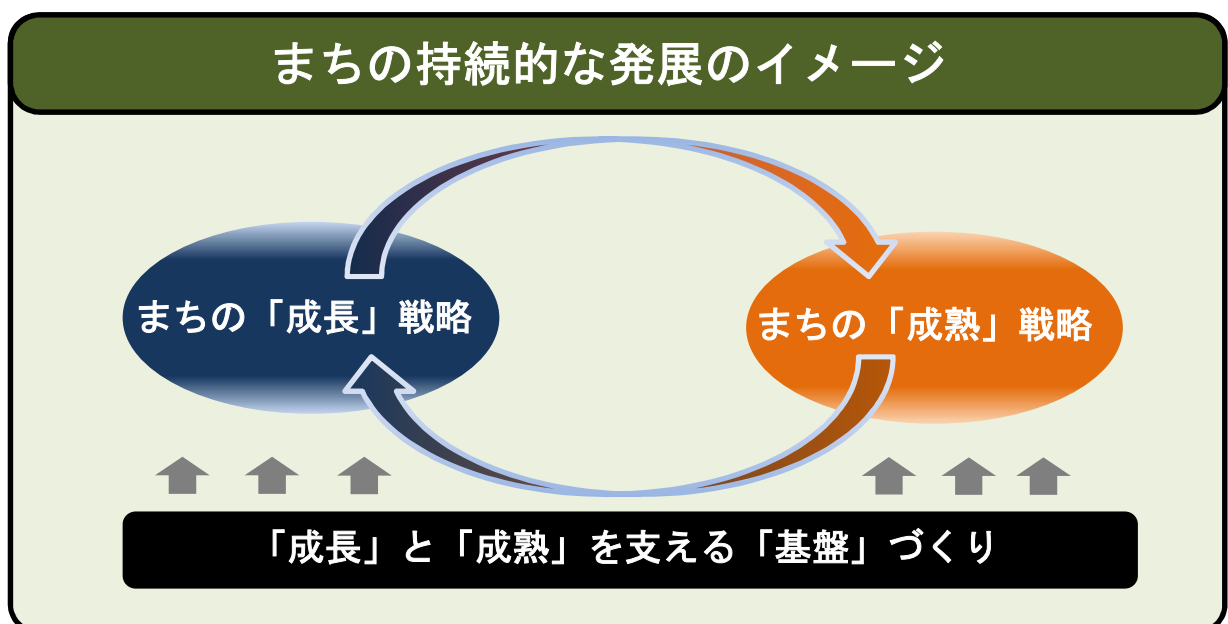 まちの持続的な発展のイメージ
まちの「成長」戦略
まちの「成熟」戦略
「成長」と「成熟」を支える「基盤」づくり